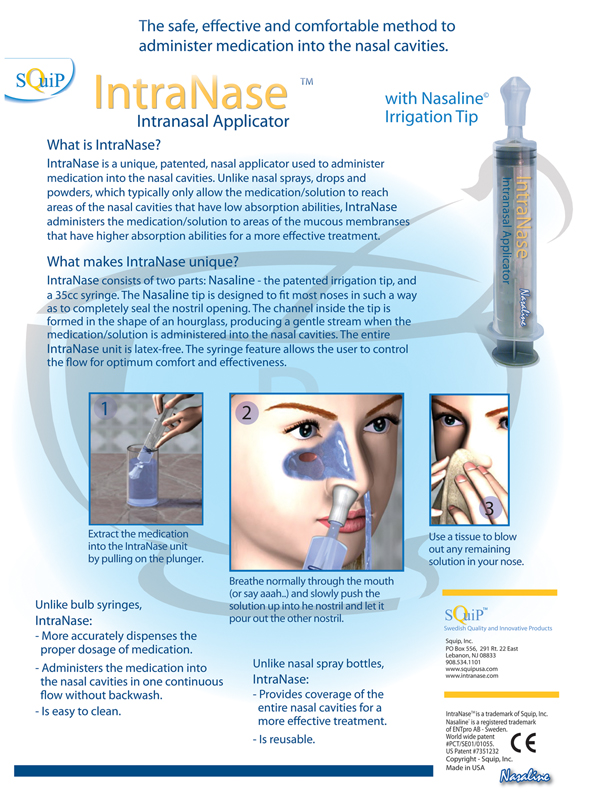 The safe, effective and comfortable method to
administer medication into the nasal cavities.
SQuiP
IntraNase ™
Intranasal Applicator
with Nasaline©
Irrigation Tip
IntraNase
Intranasal Applicator
Nasaline
What is IntraNase?
IntraNase is a unique, patented, nasal applicator used to administer
medication into the nasal cavities. Unlike nasal sprays, drops and
powders, which typically only allow the medication/solution to reach
areas of the nasal cavities that have low absorption abilities, IntraNase
administers the medication/solution to areas of the mucous membranses
that have higher absorption abilities for a more effective treatment.
What makes IntraNase unique?
IntraNase consists of two parts: Nasaline - the patented irrigation tip, and
a 35cc syringe. The Nasaline tip is designed to fit most noses in such a way
as to completely seal the nostril opening. The channel inside the tip is
formed in the shape of an hourglass, producing a gentle stream when the
medication/solution is administered into the nasal cavities. The entire
IntraNase unit is latex-free. The syringe feature allows the user to control
the flow for optimum comfort and effectiveness.
1
Extract the medication
into the IntraNase unit
by pulling on the plunger.
2
Breathe normally through the mouth
(or say aaah..) and slowly push the
solution up into he nostril and let it
pour out the other nostril.
3
Use a tissue to blow
out any remaining
solution in your nose.
Unlike bulb syringes,
IntraNase:
- More accurately dispenses the
proper dosage of medication.
- Administers the medication into
the nasal cavities in one continuous
flow without backwash.
- Is easy to clean.
Unlike nasal spray bottles,
IntraNase:
- Provides coverage of the
entire nasal cavities for a
more effective treatment.
- Is reusable.
SQuiP™
Swedish Quality and Innovative Products
Squip, Inc.
PO Box 556, 291 Rt. 22 East
Lebanon, NJ 08833
908.534.1101
www.squipusa.com
www.intranase.com
IntraNase™ is a trademark of Squip, Inc.
Nasaline is a registered trademark
of ENTpro AB - Sweden.
World wide patent
#PCT/SE01/01055.
US Patent #7351232
Copyright - Squip, Inc.
Made in USA
CE
Nasaline